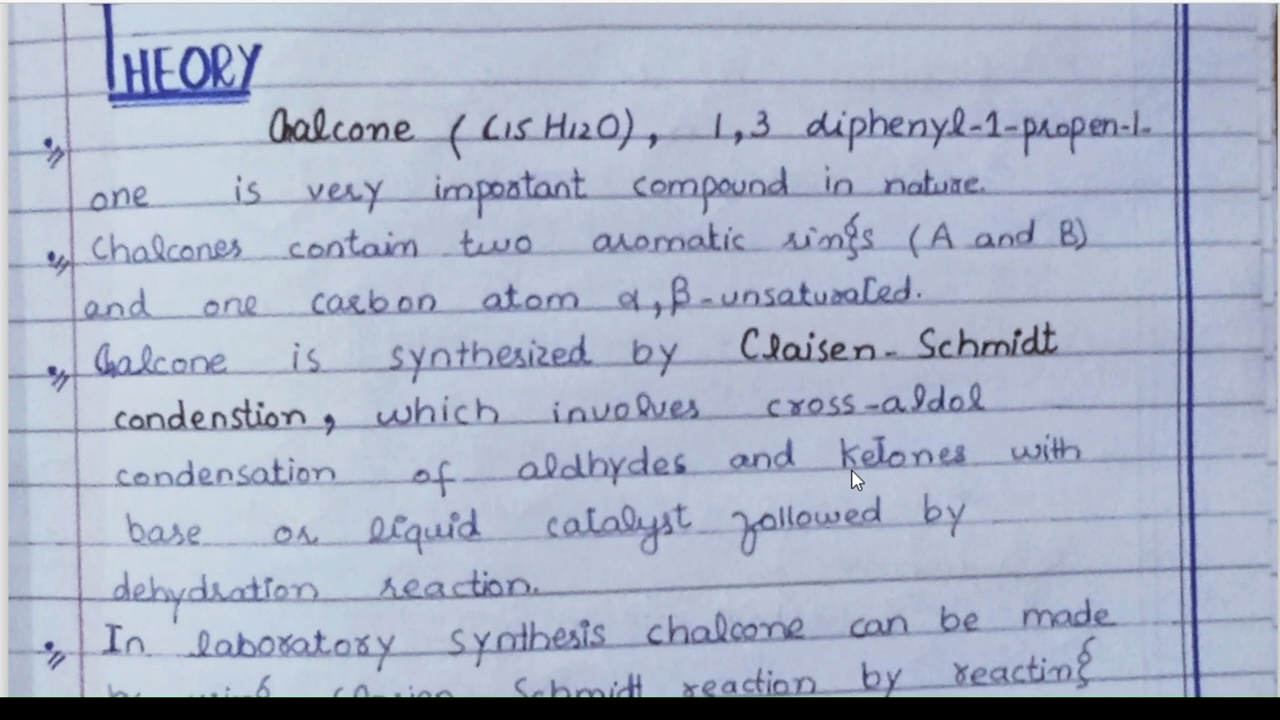 THEORY
Chalcone (C15H12O), 1,3 diphenyl-1-propen-1-
one is very important compound in nature.
Chalcones contain two aromatic rings (A and B)
and one carbon atom α,β-unsaturated.
Chalcone is synthesized by Claisen-Schmidt
condenstion, which involves cross-aldol
condensation of aldhydes and ketones with
base or liquid catalyst followed by
dehydration reaction.
In laboratory synthesis chalcone can be made
Schmidt reaction by reacting